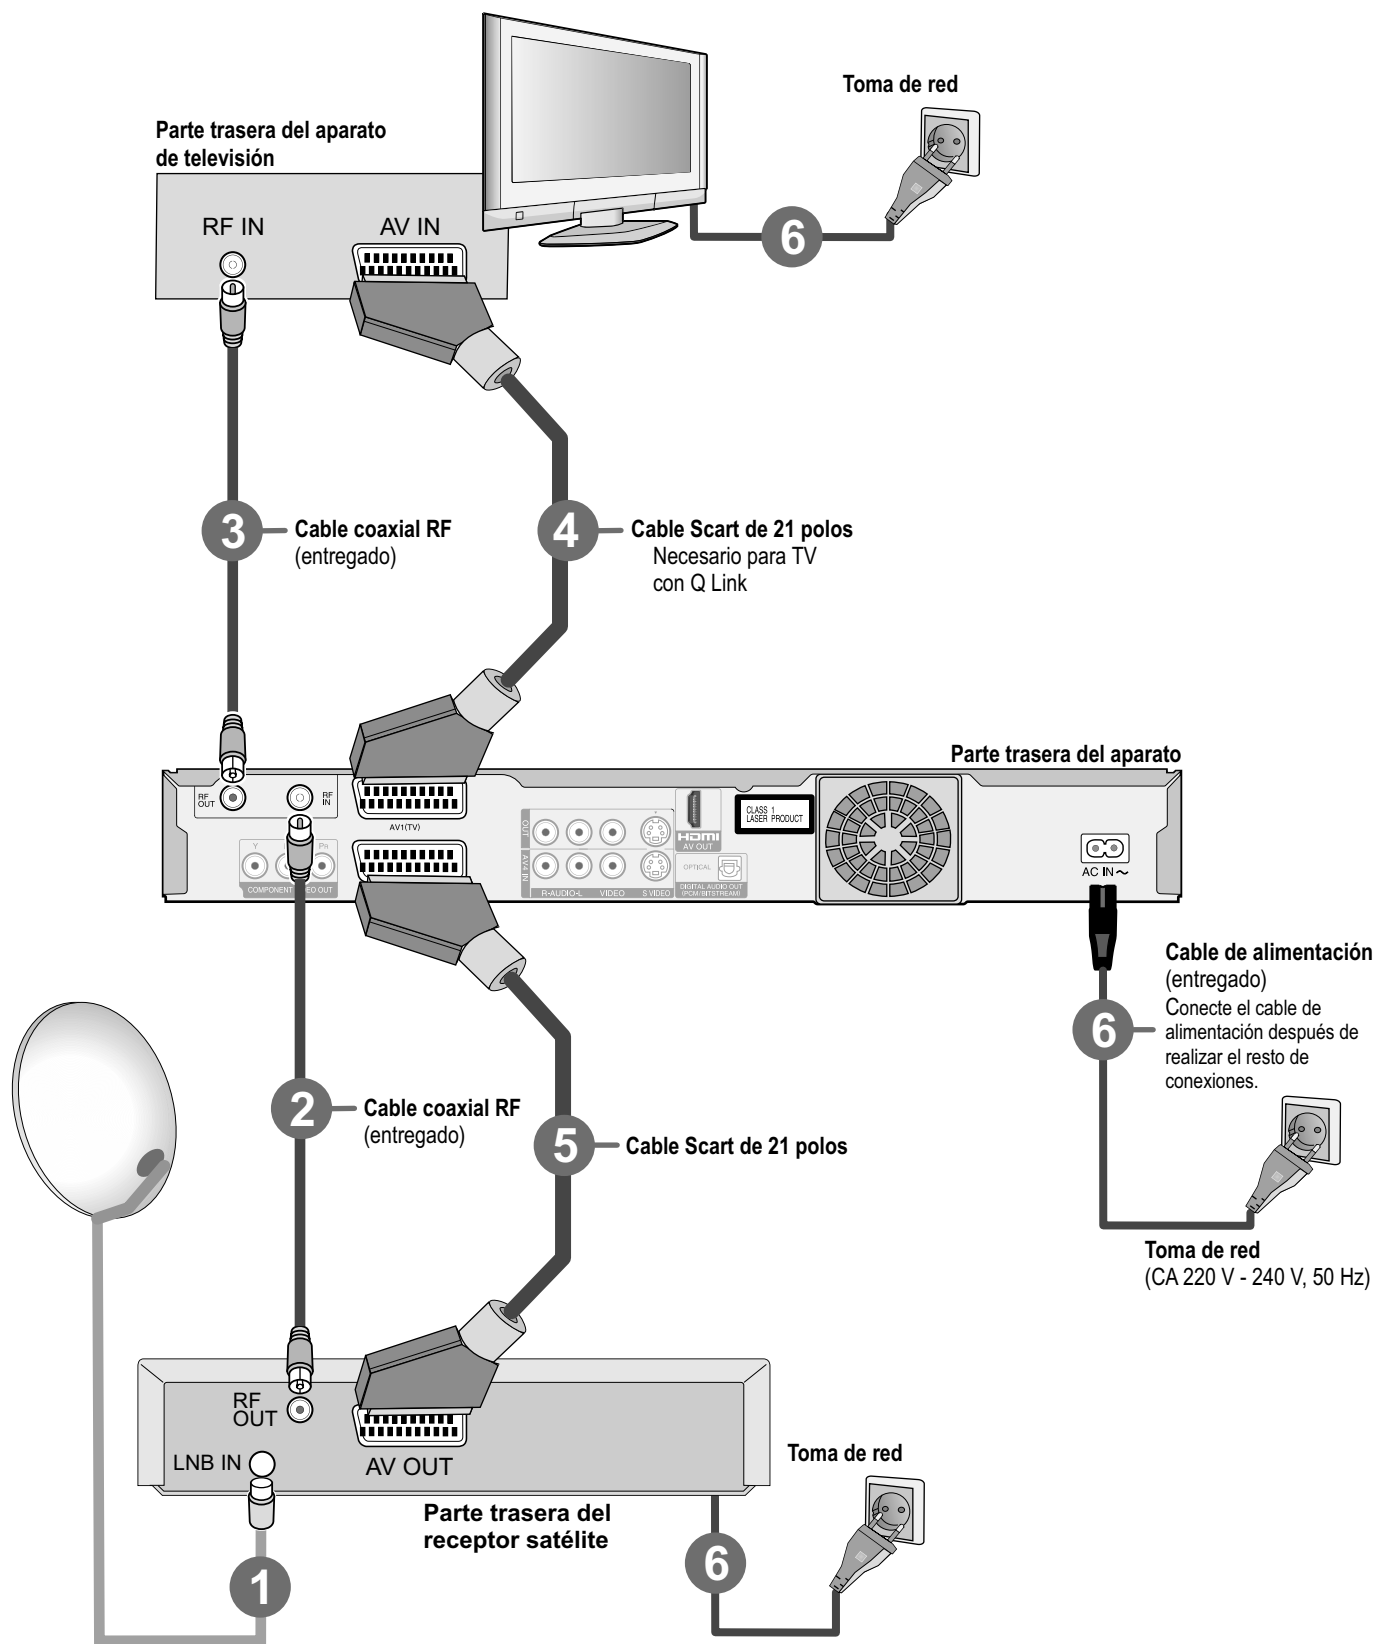 Toma de red
Parte trasera del aparato
de televisión
RF IN
AV IN
6
3
Cable coaxial RF
(entregado)
4
Cable Scart de 21 polos
Necesario para TV
con Q Link
Parte trasera del aparato
RF
OUT
RF
IN
AV1(TV)
OUT
AV4 IN
HDMI
AV OUT
CLASS 1
LASER PRODUCT
Y
PR
COMPONENT
EO OUT
R-AUDIO-L
VIDEO
S VIDEO
OPTICAL
DIGITAL AUDIO OUT
(PCM/BITSTREAM)
AC IN ~
Cable de alimentación
(entregado)
Conecte el cable de
alimentación después de
realizar el resto de
conexiones.
6
2
Cable coaxial RF
(entregado)
5
Cable Scart de 21 polos
Toma de red
(CA 220 V - 240 V, 50 Hz)
RF
OUT
LNB IN
AV OUT
Parte trasera del
receptor satélite
Toma de red
6
1